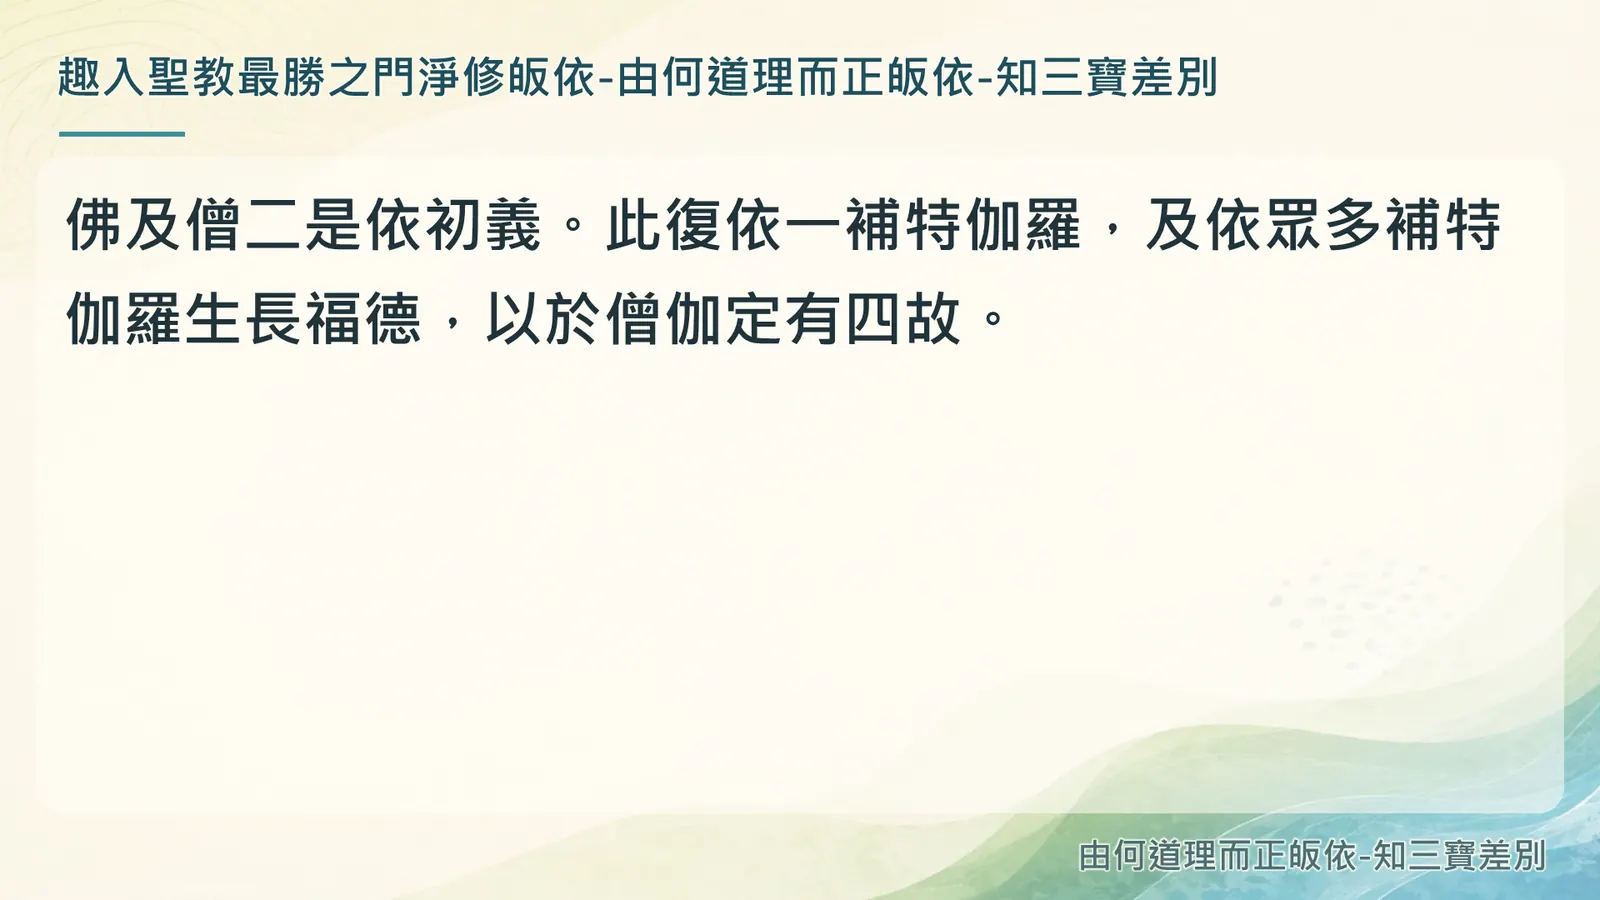 趣入聖教最勝之門淨修皈依-由何道理而正皈依-知三寶差別
佛及僧二是依初義。此復依一補特伽羅，及依眾多補特
伽羅生長福德，以於僧伽定有四故。
由何道理而正皈依-知三寶差別